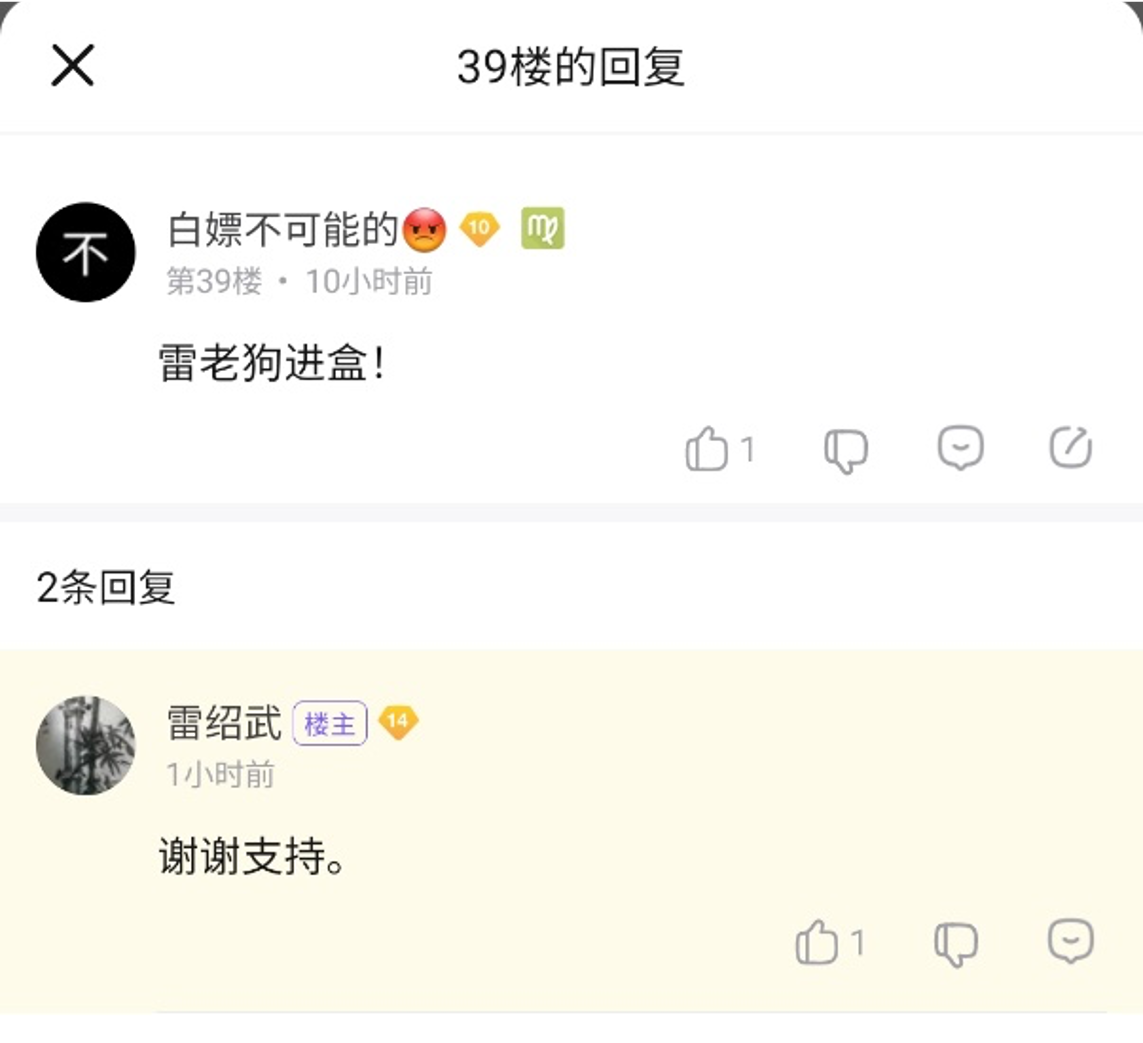 39楼的回复
不
白嫖不可能的😡 10
第39楼 • 10小时前
雷老狗进盒！
1
2条回复
雷绍武 楼主 14
1小时前
谢谢支持。
1